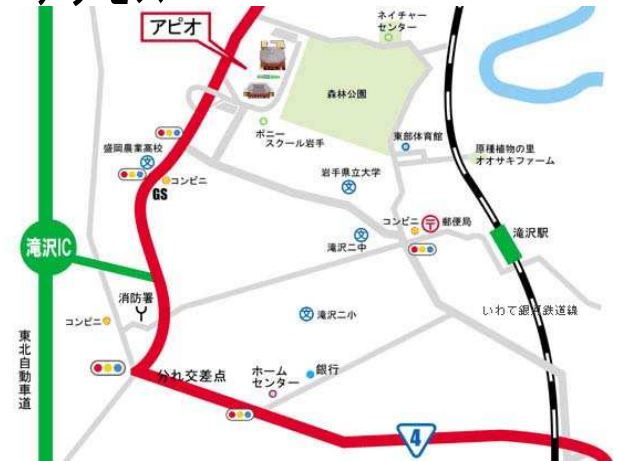 アクセス
アピオ
ネイチャー
センター
森林公園
ポニー
スクール岩手
東部体育館
原種植物の里
オオサキファーム
盛岡農業高校
コンビニ
GS
岩手県立大学
コンビニ
郵便局
滝沢二中
滝沢駅
滝沢IC
消防署
コンビニ
滝沢二小
いわて銀河鉄道線
東北自動車道
分れ交差点
ホーム
センター
銀行
4